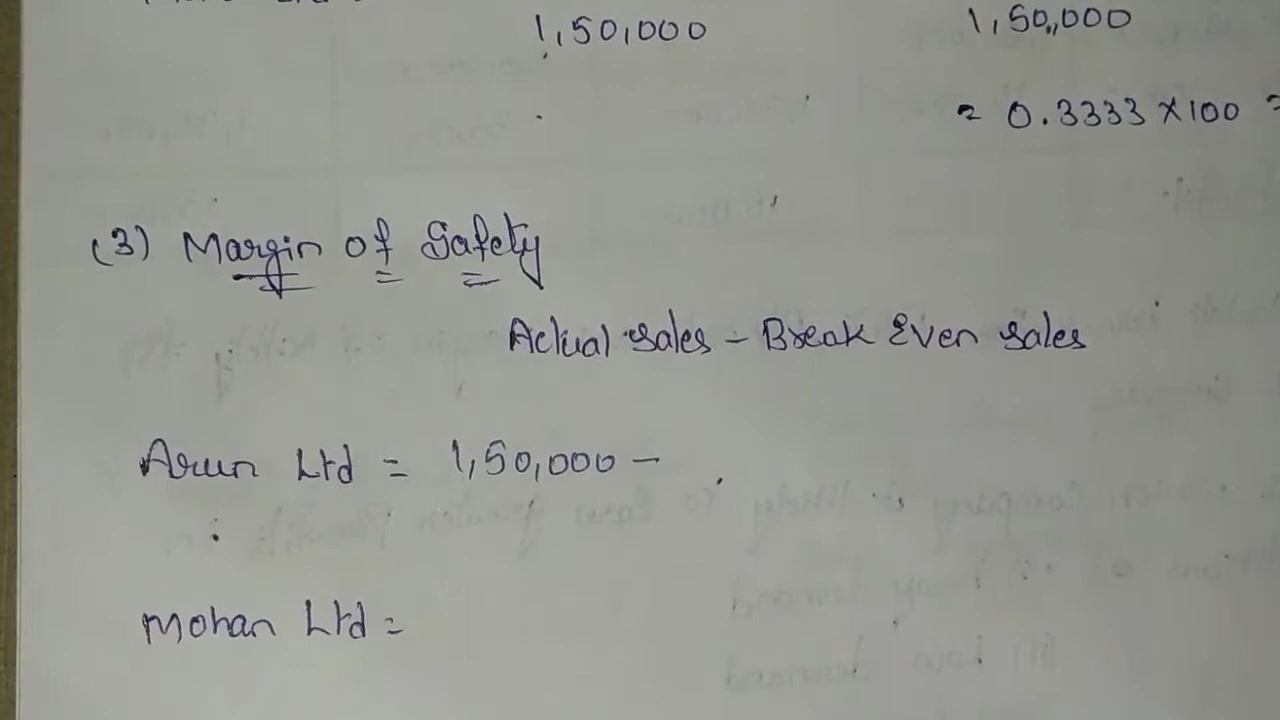 1,50,000 1,50,000
= 0.3333 × 100
(3) Margin of Safety
Actual sales - Break Even sales
Arun Ltd = 1,50,000 -
Mohan Ltd =